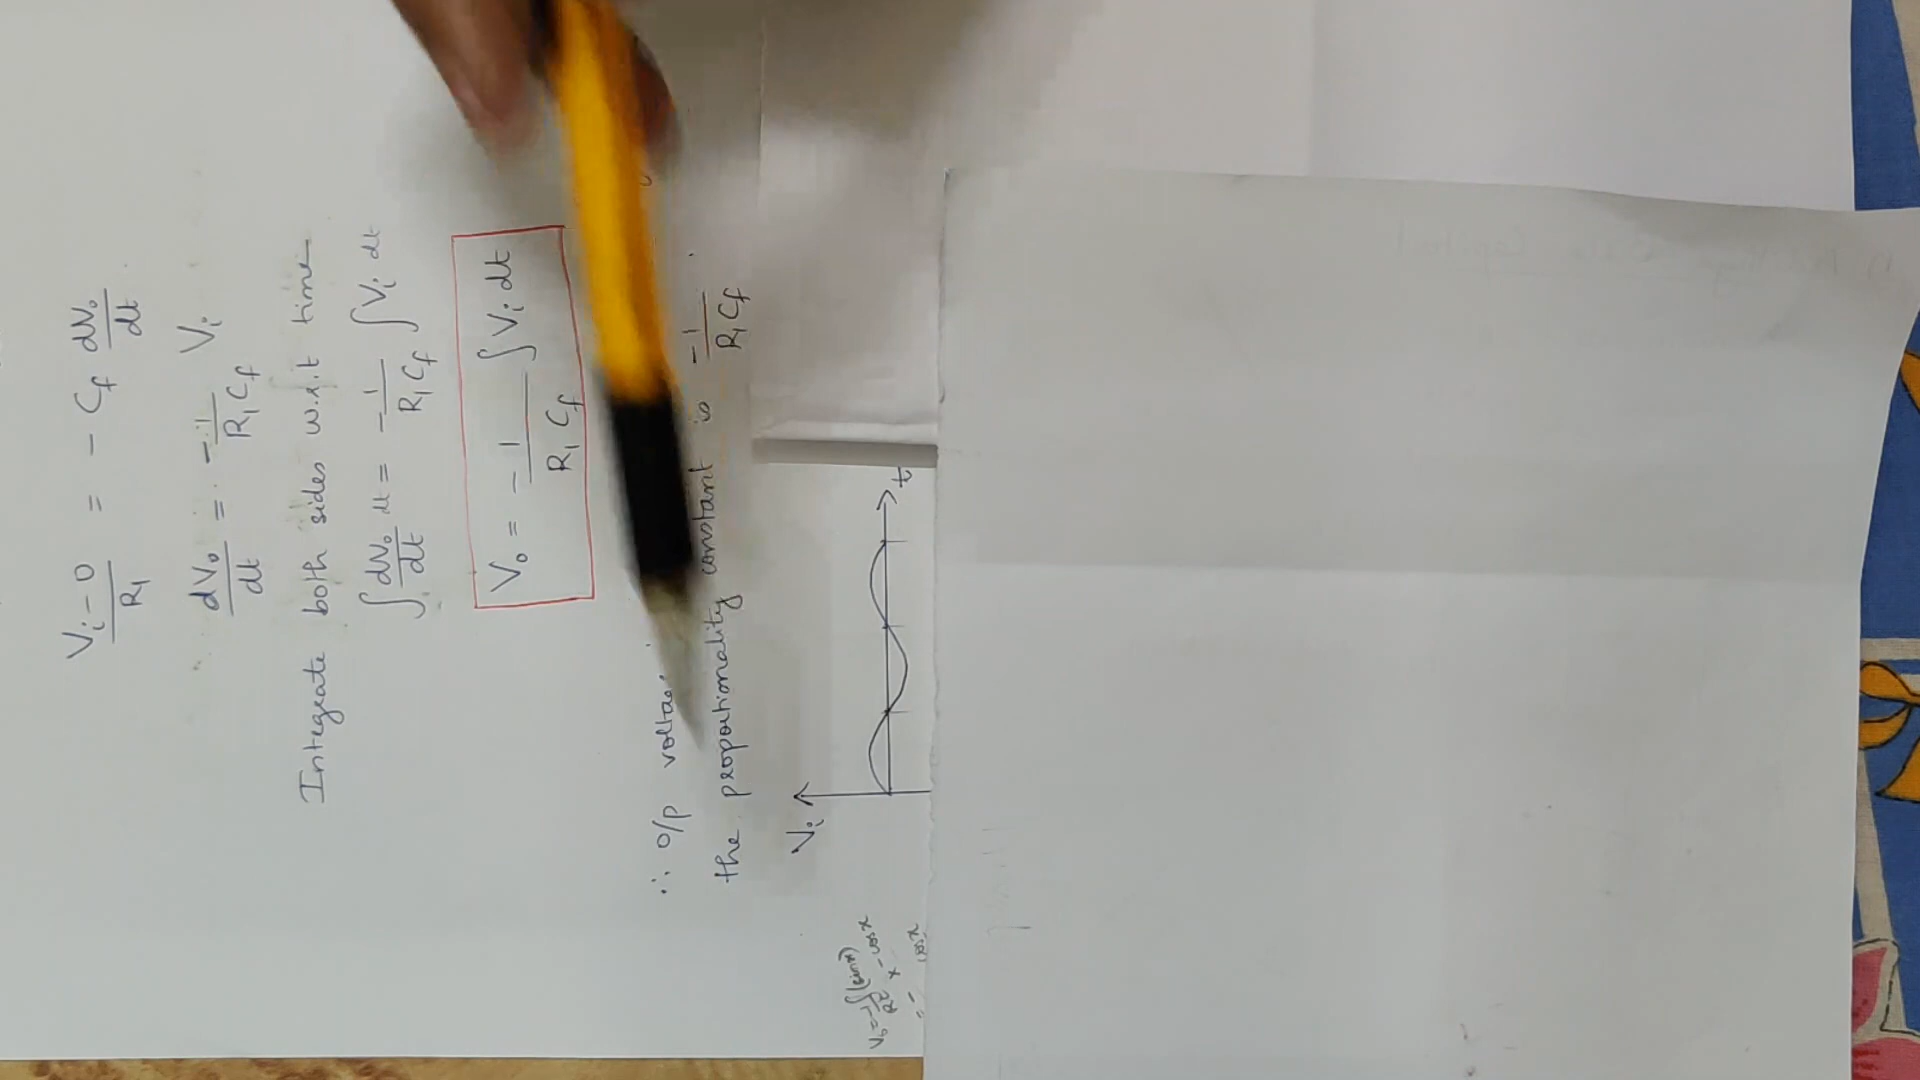 Vi - 0 / R1 = - Cf dVo/dt
dVo/dt = - 1/R1Cf Vi
Integrate both sides w.r.t time
∫ dVo/dt dt = - 1/R1Cf ∫ Vi dt
Vo = - 1/R1Cf ∫ Vi dt
∴ O/P
the proportionality constant is - 1/R1Cf .
Vi
t
cosx